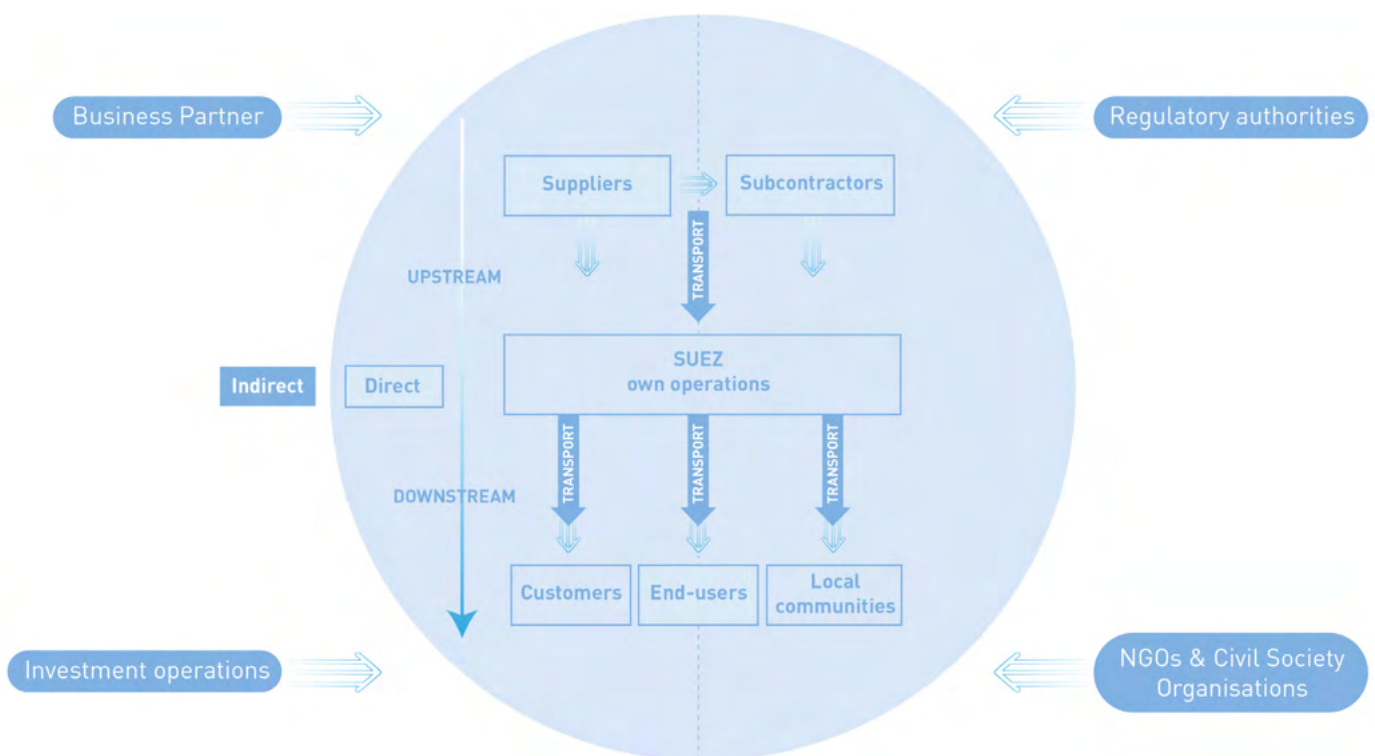 Business Partner
Regulatory authorities
Suppliers
Subcontractors
TRANSPORT
UPSTREAM
SUEZ
own operations
Indirect
Direct
TRANSPORT
TRANSPORT
TRANSPORT
DOWNSTREAM
Customers
End-users
Local
communities
Investment operations
NGOs & Civil Society
Organisations